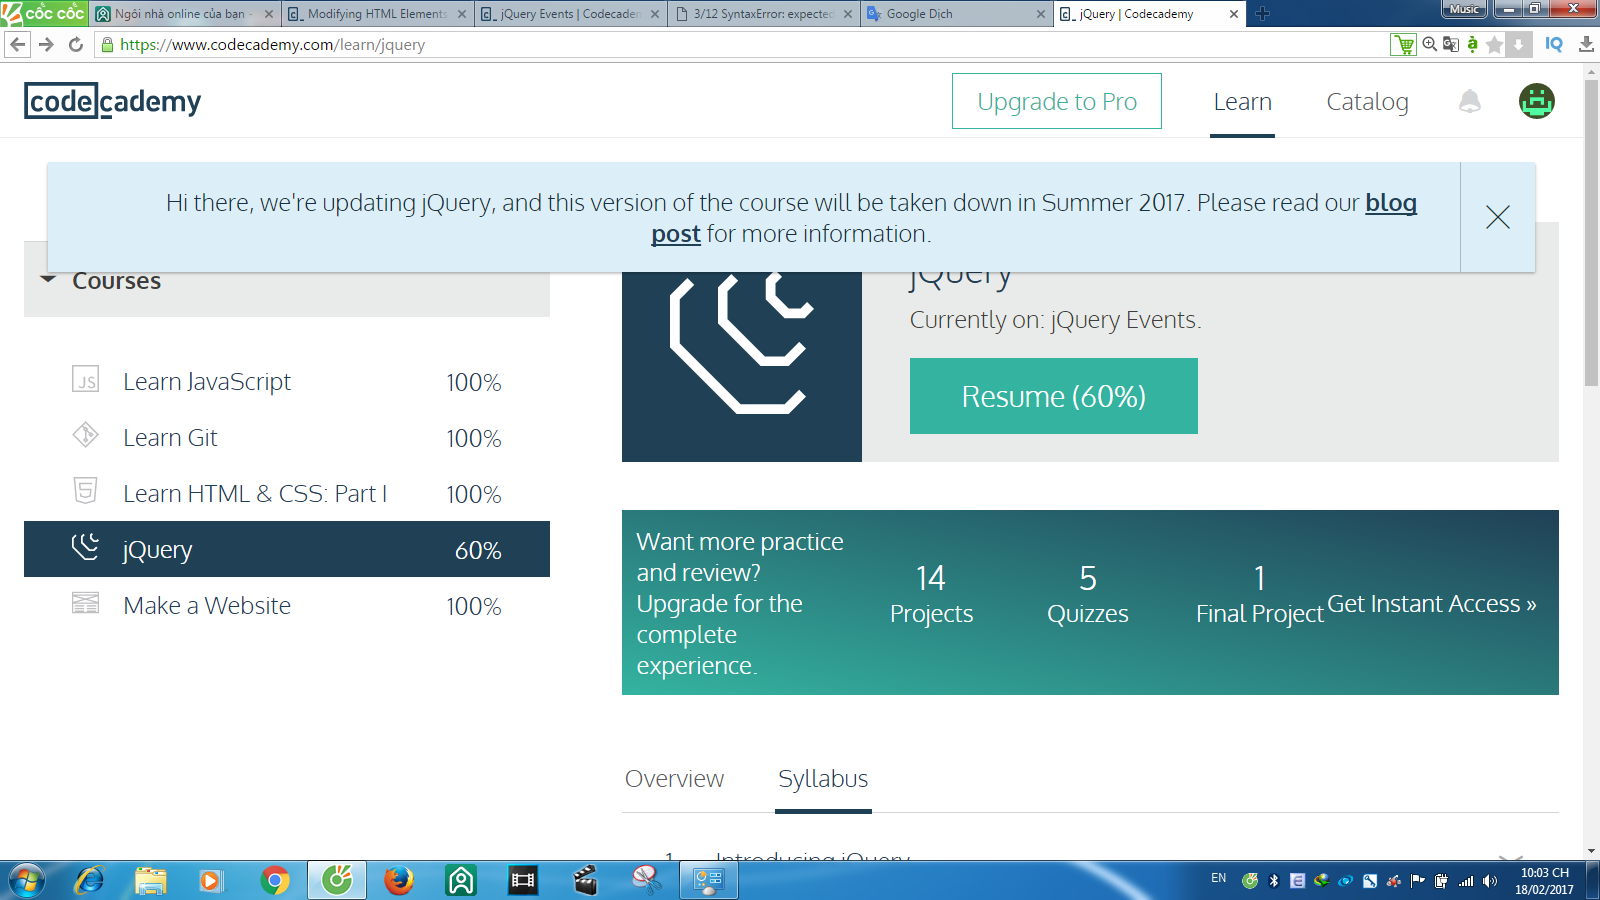 cốc cốc
Ngôi nhà online của bạn -
Modifying HTML Elements
jQuery Events | Codecadem
3/12 SyntaxError: expected
Google Dịch
jQuery | Codecademy
Music
https://www.codecademy.com/learn/jquery
IQ
codecademy
Upgrade to Pro
Learn
Catalog
Hi there, we're updating jQuery, and this version of the course will be taken down in Summer 2017. Please read our blog
post for more information.
Courses
JS Learn JavaScript 100%
Learn Git 100%
Learn HTML & CSS: Part I 100%
jQuery 60%
Make a Website 100%
jQuery
Currently on: jQuery Events.
Resume (60%)
Want more practice
and review?
Upgrade for the
complete
experience.
14
Projects
5
Quizzes
1
Final Project
Get Instant Access »
Overview
Syllabus
1 Introducing jQuery
EN
10:03 CH
18/02/2017